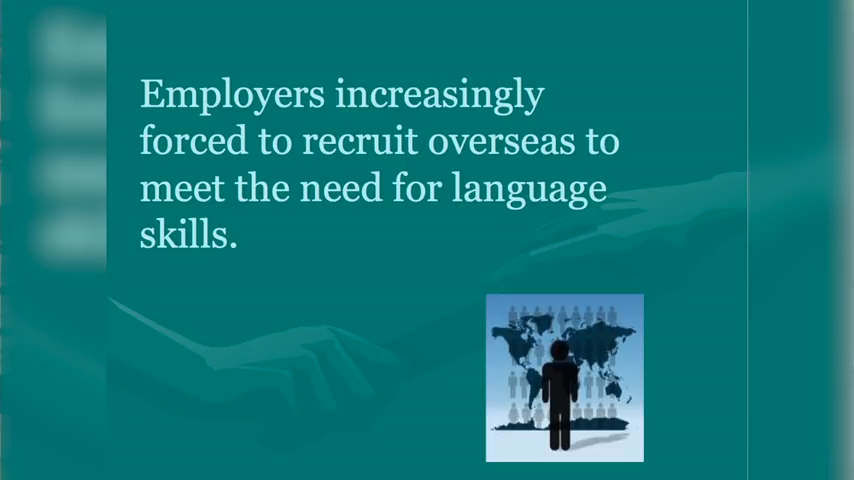 Employers increasingly
forced to recruit overseas to
meet the need for language
skills.